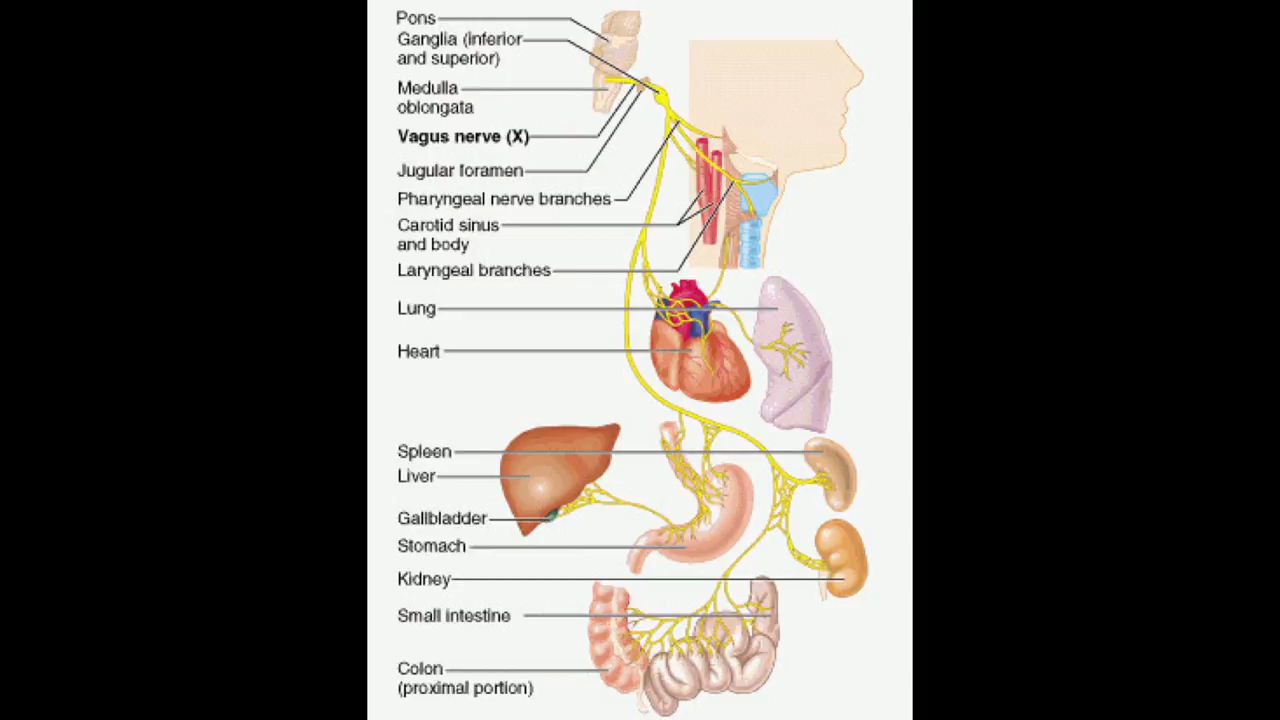 Pons
Ganglia (inferior
and superior)
Medulla
oblongata
Vagus nerve (X)
Jugular foramen
Pharyngeal nerve branches
Carotid sinus
and body
Laryngeal branches
Lung
Heart
Spleen
Liver
Gallbladder
Stomach
Kidney
Small intestine
Colon
(proximal portion)